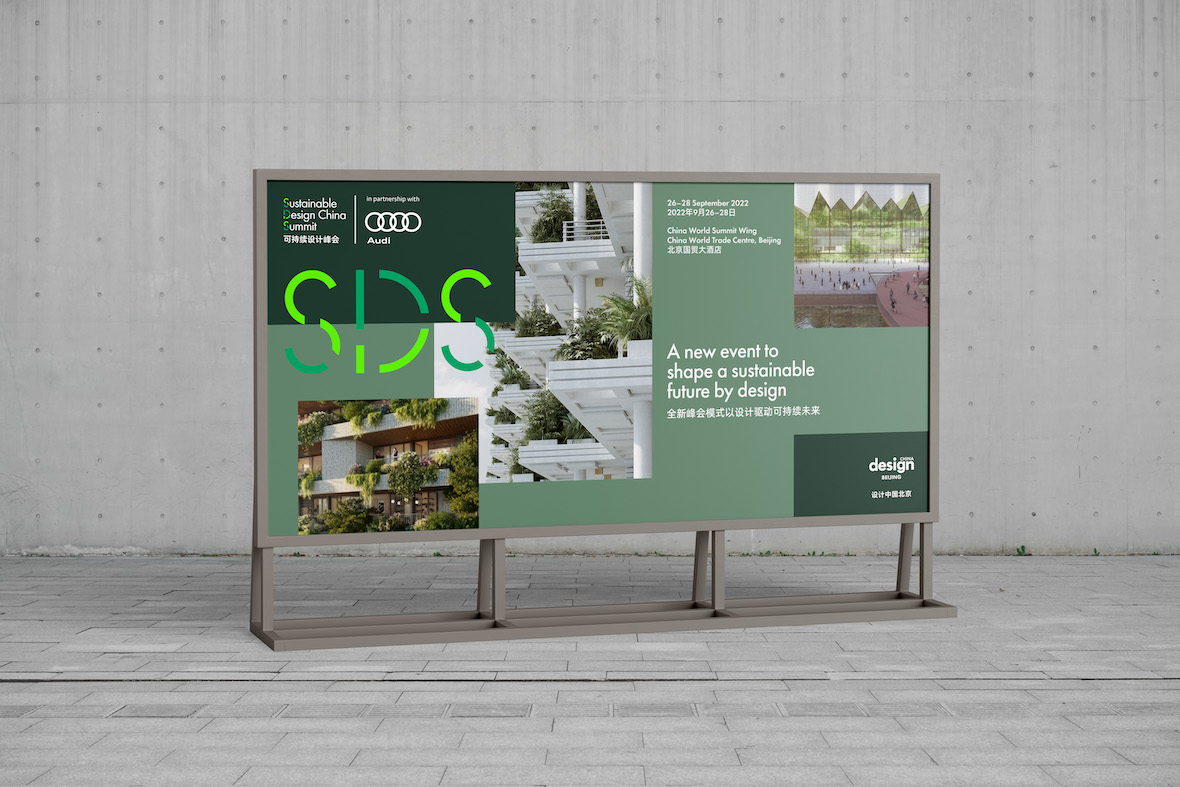 Sustainable
Design China
Summit
可持续设计峰会
in partnership with
Audi
SDS
26–28 September 2022
2022年9月26–28日
China World Summit Wing
China World Trade Centre, Beijing
北京国贸大酒店
A new event to
shape a sustainable
future by design
全新峰会模式以设计驱动可持续未来
CHINA
design
BEIJING
设计中国北京